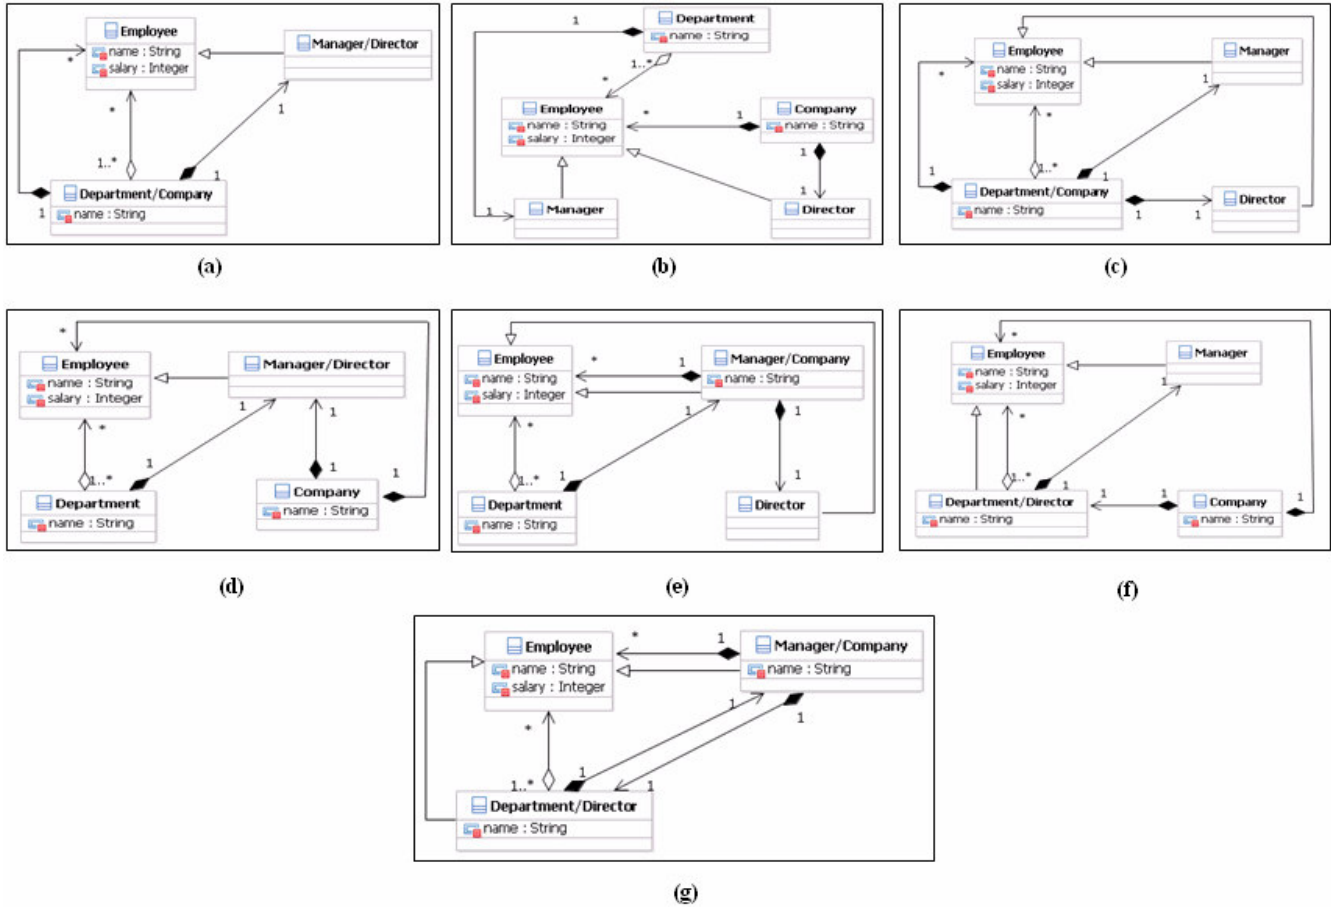 Employee
name : String
salary : Integer
Manager/Director
*
*
1
1..*
1
1
Department/Company
name : String
(a)
Department
name : String
1
1..*
*
Employee
name : String
salary : Integer
*
1
Company
name : String
1
1
1
Manager
Director
(b)
Employee
name : String
salary : Integer
Manager
*
*
1
1..*
1
1
Department/Company
name : String
1
1
Director
(c)
*
Employee
name : String
salary : Integer
Manager/Director
*
1
1
1..*
1
1
1
Department
name : String
Company
name : String
(d)
Employee
name : String
salary : Integer
*
1
Manager/Company
name : String
*
1
1
1..*
1
1
Department
name : String
Director
(e)
*
Employee
name : String
salary : Integer
Manager
*
1
1..*
1
1
1
1
Department/Director
name : String
Company
name : String
(f)
Employee
name : String
salary : Integer
*
1
Manager/Company
name : String
*
1
1
1..*
1
1
Department/Director
name : String
(g)